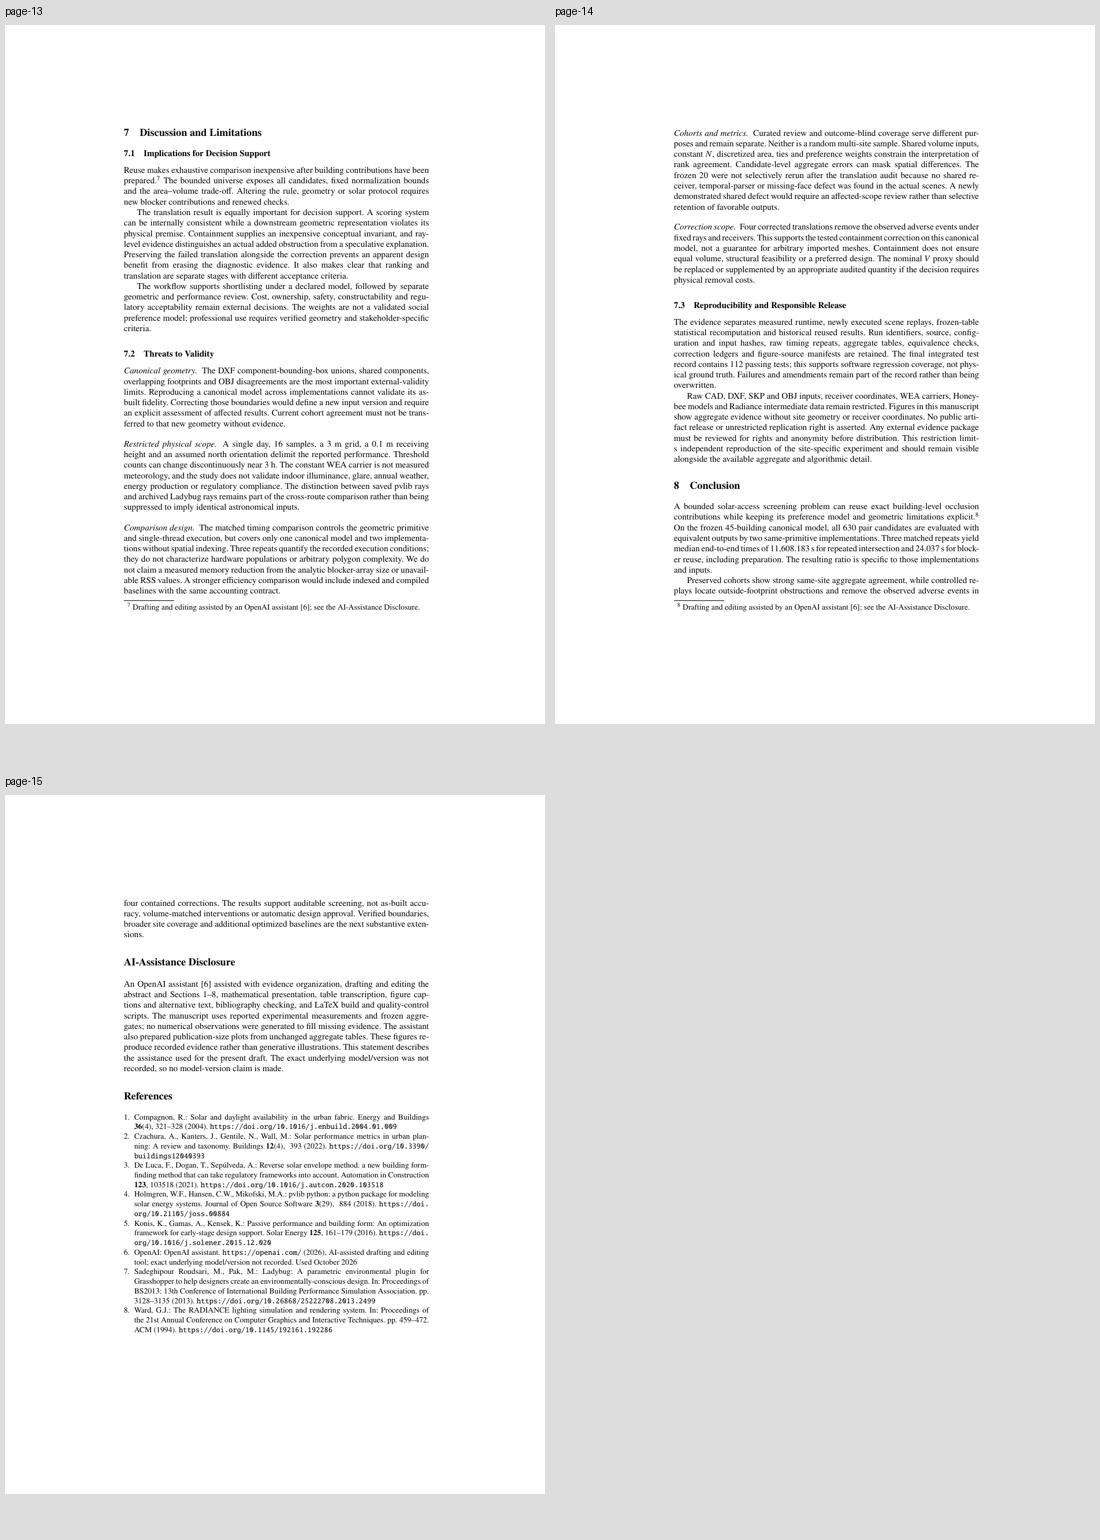 page-13
7 Discussion and Limitations
7.1 Implications for Decision Support
Reuse makes exhaustive comparison inexpensive after building contributions have been
prepared.7 The bounded universe exposes all candidates, fixed normalization bounds
and the area–volume trade-off. Altering the rule, geometry or solar protocol requires
new blocker contributions and renewed checks.
The translation result is equally important for decision support. A scoring system
can be internally consistent while a downstream geometric representation violates its
physical premise. Containment supplies an inexpensive conceptual invariant, and ray-
level evidence distinguishes an actual added obstruction from a speculative explanation.
Preserving the failed translation alongside the correction prevents an apparent design
benefit from erasing the diagnostic evidence. It also makes clear that ranking and
translation are separate stages with different acceptance criteria.
The workflow supports shortlisting under a declared model, followed by separate
geometric and performance review. Cost, ownership, safety, constructability and regu-
latory acceptability remain external decisions. The weights are not a validated social
preference model; professional use requires verified geometry and stakeholder-specific
criteria.
7.2 Threats to Validity
Canonical geometry. The DXF component-bounding-box unions, shared components,
overlapping footprints and OBJ disagreements are the most important external-validity
limits. Reproducing a canonical model across implementations cannot validate its as-
built fidelity. Correcting those boundaries would define a new input version and require
an explicit assessment of affected results. Current cohort agreement must not be trans-
ferred to that new geometry without evidence.
Restricted physical scope. A single day, 16 samples, a 3 m grid, a 0.1 m receiving
height and an assumed north orientation delimit the reported performance. Threshold
counts can change discontinuously near 3 h. The constant WEA carrier is not measured
meteorology, and the study does not validate indoor illuminance, glare, annual weather,
energy production or regulatory compliance. The distinction between saved pvlib rays
and archived Ladybug rays remains part of the cross-route comparison rather than being
suppressed to imply identical astronomical inputs.
Comparison design. The matched timing comparison controls the geometric primitive
and single-thread execution, but covers only one canonical model and two implementa-
tions without spatial indexing. Three repeats quantify the recorded execution conditions;
they do not characterize hardware populations or arbitrary polygon complexity. We do
not claim a measured memory reduction from the analytic blocker-array size or unavail-
able RSS values. A stronger efficiency comparison would include indexed and compiled
baselines with the same accounting contract.
7 Drafting and editing assisted by an OpenAI assistant [6]; see the AI-Assistance Disclosure.
page-14
Cohorts and metrics. Curated review and outcome-blind coverage serve different pur-
poses and remain separate. Neither is a random multi-site sample. Shared volume inputs,
constant N, discretized area, ties and preference weights constrain the interpretation of
rank agreement. Candidate-level aggregate errors can mask spatial differences. The
frozen 20 were not selectively rerun after the translation audit because no shared re-
ceiver, temporal-parser or missing-face defect was found in the actual scenes. A newly
demonstrated shared defect would require an affected-scope review rather than selective
retention of favorable outputs.
Correction scope. Four corrected translations remove the observed adverse events under
fixed rays and receivers. This supports the tested containment correction on this canonical
model, not a guarantee for arbitrary imported meshes. Containment does not ensure
equal volume, structural feasibility or a preferred design. The nominal V proxy should
be replaced or supplemented by an appropriate audited quantity if the decision requires
physical removal costs.
7.3 Reproducibility and Responsible Release
The evidence separates measured runtime, newly executed scene replays, frozen-table
statistical recomputation and historical reused results. Run identifiers, source, config-
uration and input hashes, raw timing repeats, aggregate tables, equivalence checks,
correction ledgers and figure-source manifests are retained. The final integrated test
record contains 112 passing tests; this supports software regression coverage, not phys-
ical ground truth. Failures and amendments remain part of the record rather than being
overwritten.
Raw CAD, DXF, SKP and OBJ inputs, receiver coordinates, WEA carriers, Honey-
bee models and Radiance intermediate data remain restricted. Figures in this manuscript
show aggregate evidence without site geometry or receiver coordinates. No public arti-
fact release or unrestricted replication right is asserted. Any external evidence package
must be reviewed for rights and anonymity before distribution. This restriction limit-
s independent reproduction of the site-specific experiment and should remain visible
alongside the available aggregate and algorithmic detail.
8 Conclusion
A bounded solar-access screening problem can reuse exact building-level occlusion
contributions while keeping its preference model and geometric limitations explicit.8
On the frozen 45-building canonical model, all 630 pair candidates are evaluated with
equivalent outputs by two same-primitive implementations. Three matched repeats yield
median end-to-end times of 11,608.183 s for repeated intersection and 24.037 s for block-
er reuse, including preparation. The resulting ratio is specific to those implementations
and inputs.
Preserved cohorts show strong same-site aggregate agreement, while controlled re-
plays locate outside-footprint obstructions and remove the observed adverse events in
8 Drafting and editing assisted by an OpenAI assistant [6]; see the AI-Assistance Disclosure.
page-15
four contained corrections. The results support auditable screening, not as-built accu-
racy, volume-matched interventions or automatic design approval. Verified boundaries,
broader site coverage and additional optimized baselines are the next substantive exten-
sions.
AI-Assistance Disclosure
An OpenAI assistant [6] assisted with evidence organization, drafting and editing the
abstract and Sections 1–8, mathematical presentation, table transcription, figure cap-
tions and alternative text, bibliography checking, and LaTeX build and quality-control
scripts. The manuscript uses reported experimental measurements and frozen aggre-
gates; no numerical observations were generated to fill missing evidence. The assistant
also prepared publication-size plots from unchanged aggregate tables. These figures re-
produce recorded evidence rather than generative illustrations. This statement describes
the assistance used for the present draft. The exact underlying model/version was not
recorded, so no model-version claim is made.
References
1. Compagnon, R.: Solar and daylight availability in the urban fabric. Energy and Buildings
36(4), 321–328 (2004). https://doi.org/10.1016/j.enbuild.2004.01.009
2. Czachura, A., Kanters, J., Gentile, N., Wall, M.: Solar performance metrics in urban plan-
ning: A review and taxonomy. Buildings 12(4), 393 (2022). https://doi.org/10.3390/
buildings12040393
3. De Luca, F., Dogan, T., Sepúlveda, A.: Reverse solar envelope method. a new building form-
finding method that can take regulatory frameworks into account. Automation in Construction
123, 103518 (2021). https://doi.org/10.1016/j.autcon.2020.103518
4. Holmgren, W.F., Hansen, C.W., Mikofski, M.A.: pvlib python: a python package for modeling
solar energy systems. Journal of Open Source Software 3(29), 884 (2018). https://doi.
org/10.21105/joss.00884
5. Konis, K., Gamas, A., Kensek, K.: Passive performance and building form: An optimization
framework for early-stage design support. Solar Energy 125, 161–179 (2016). https://doi.
org/10.1016/j.solener.2015.12.020
6. OpenAI: OpenAI assistant. https://openai.com/ (2026), AI-assisted drafting and editing
tool; exact underlying model/version not recorded. Used October 2026
7. Sadeghipour Roudsari, M., Pak, M.: Ladybug: A parametric environmental plugin for
Grasshopper to help designers create an environmentally-conscious design. In: Proceedings of
BS2013: 13th Conference of International Building Performance Simulation Association. pp.
3128–3135 (2013). https://doi.org/10.26868/25222708.2013.2499
8. Ward, G.J.: The RADIANCE lighting simulation and rendering system. In: Proceedings of
the 21st Annual Conference on Computer Graphics and Interactive Techniques. pp. 459–472.
ACM (1994). https://doi.org/10.1145/192161.192286